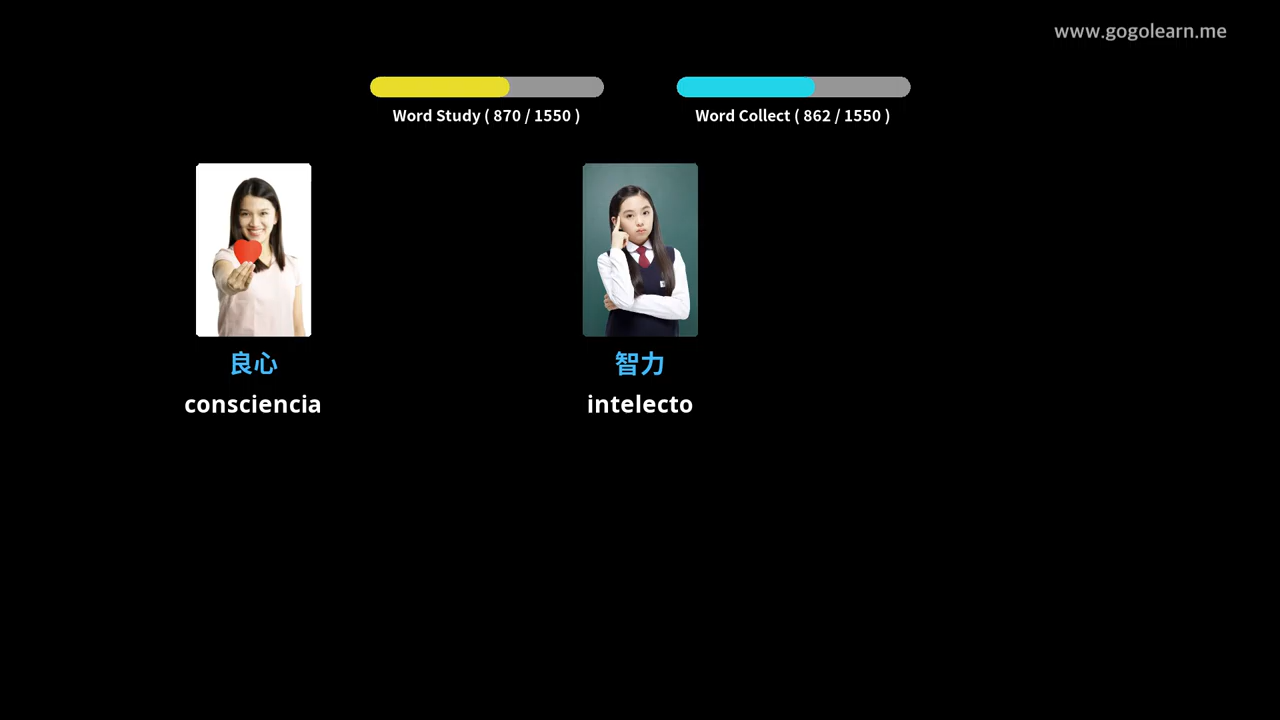 www.gogolearn.me
Word Study ( 870 / 1550 )
Word Collect ( 862 / 1550 )
良心
智力
consciencia
intelecto